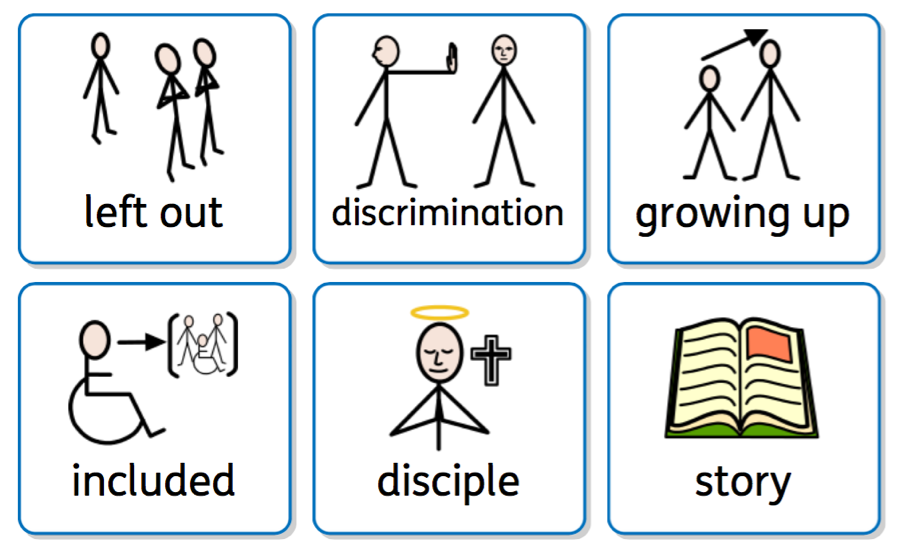 left out
discrimination
growing up
included
disciple
story